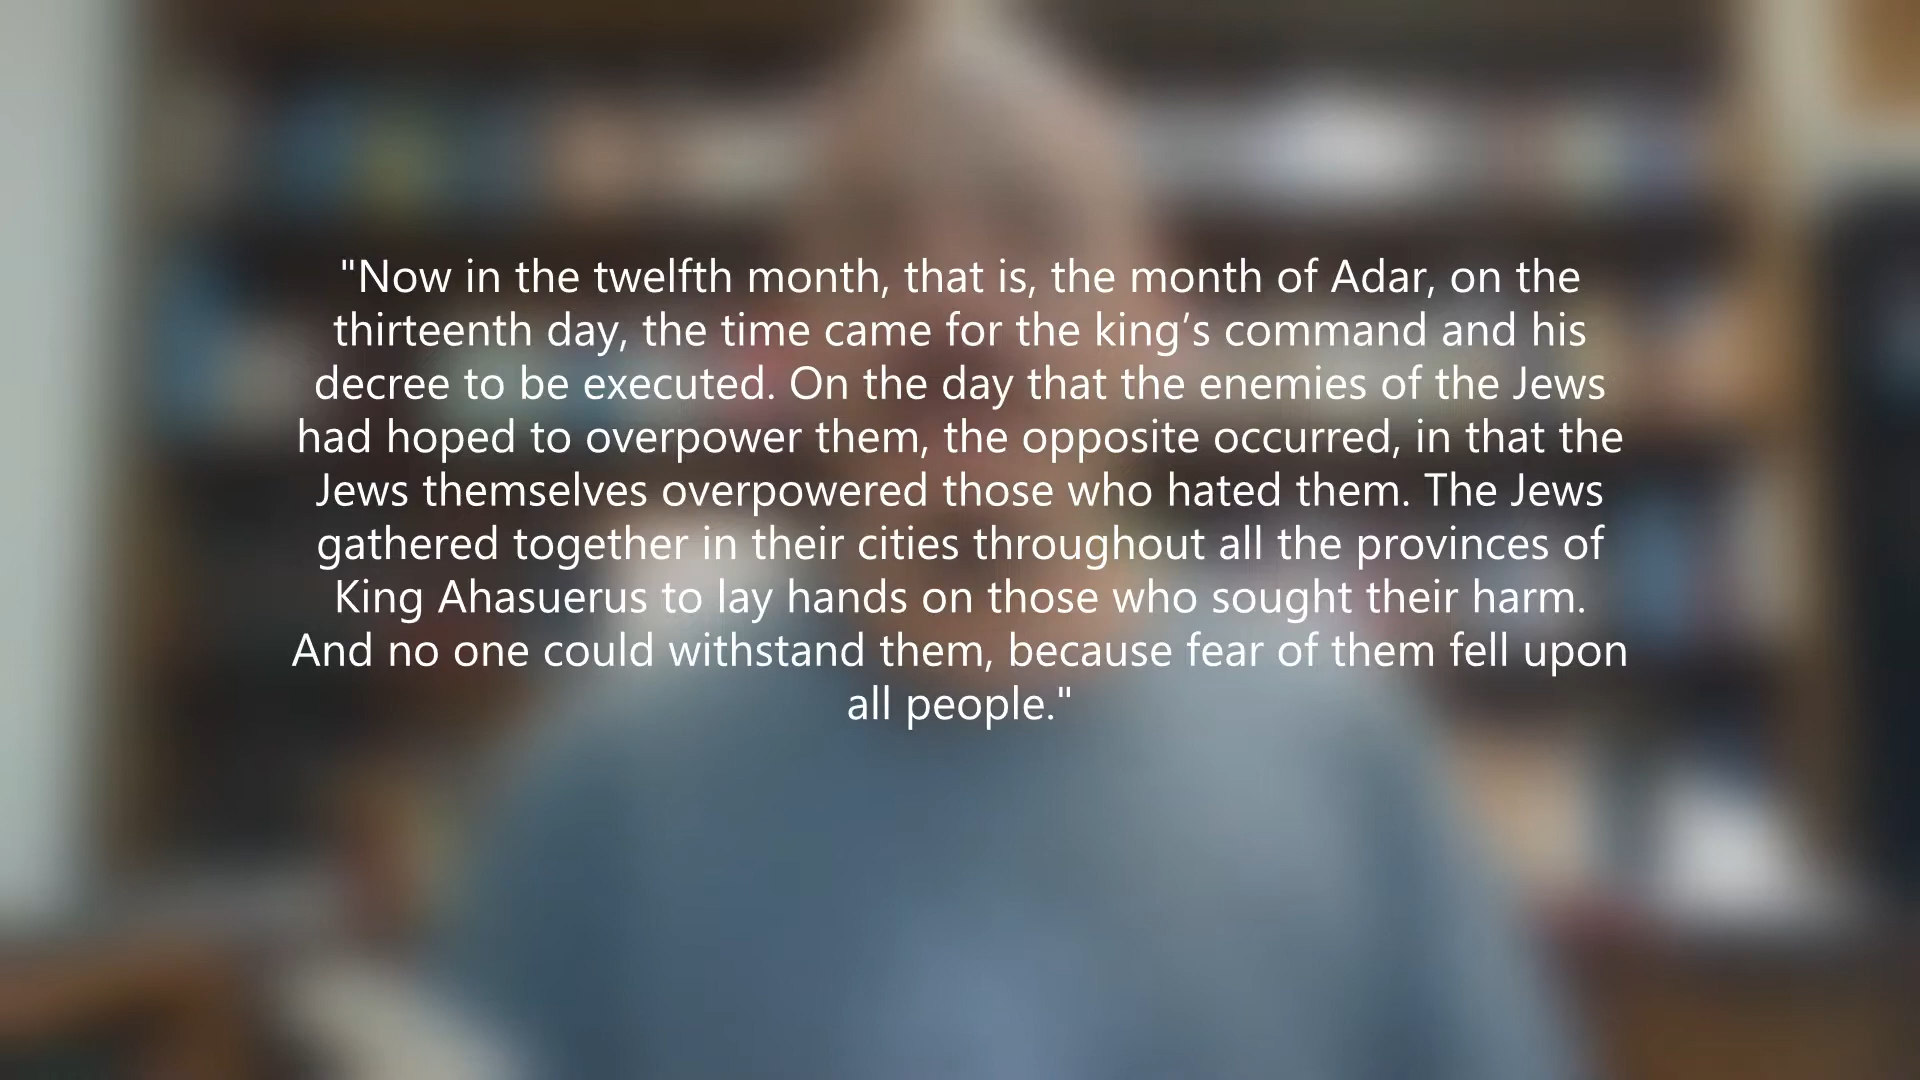 "Now in the twelfth month, that is, the month of Adar, on the
thirteenth day, the time came for the king’s command and his
decree to be executed. On the day that the enemies of the Jews
had hoped to overpower them, the opposite occurred, in that the
Jews themselves overpowered those who hated them. The Jews
gathered together in their cities throughout all the provinces of
King Ahasuerus to lay hands on those who sought their harm.
And no one could withstand them, because fear of them fell upon
all people."